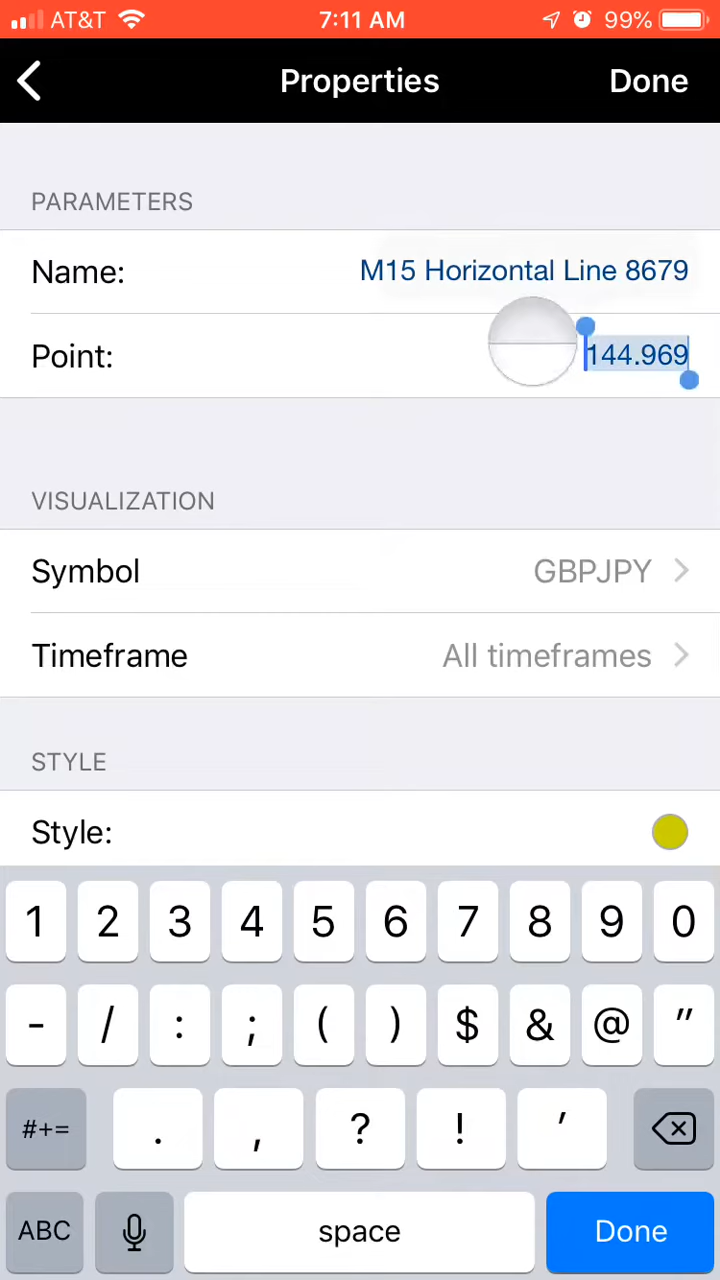 AT&T 7:11 AM 99%
Properties Done
PARAMETERS
Name: M15 Horizontal Line 8679
Point: 144.969
VISUALIZATION
Symbol GBPJPY
Timeframe All timeframes
STYLE
Style:
1 2 3 4 5 6 7 8 9 0
- / : ; ( ) $ & @ "
#+= . , ? ! '
ABC space Done